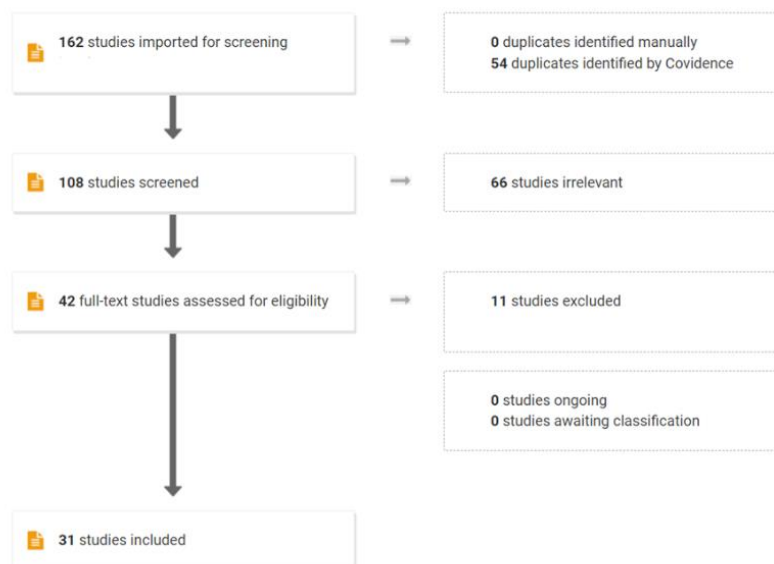 162 studies imported for screening
0 duplicates identified manually
54 duplicates identified by Covidence
108 studies screened
66 studies irrelevant
42 full-text studies assessed for eligibility
11 studies excluded
0 studies ongoing
0 studies awaiting classification
31 studies included